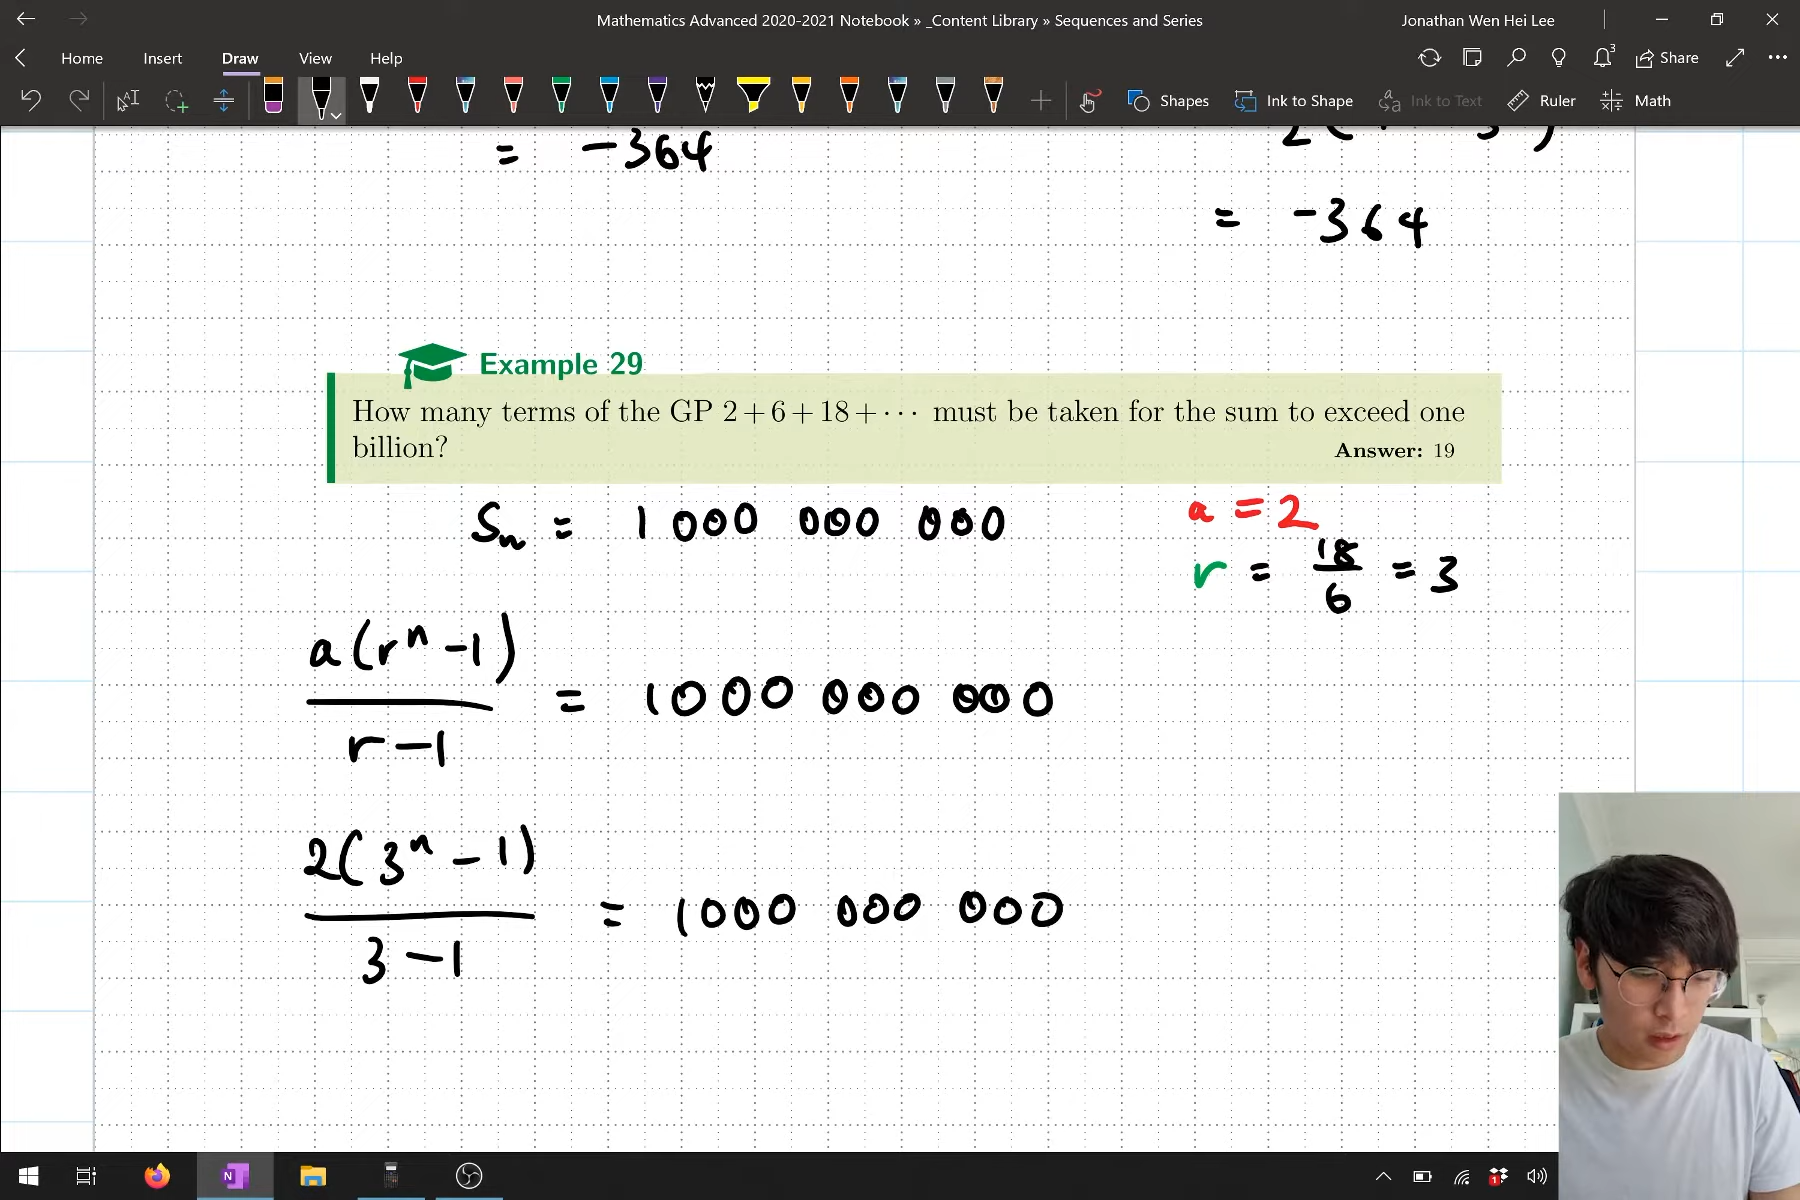 Mathematics Advanced 2020-2021 Notebook » _Content Library » Sequences and Series
Jonathan Wen Hei Lee
Home Insert Draw View Help
3
Share
Shapes
Ink to Shape
Ink to Text
Ruler
Math
= -364
= -364
Example 29
How many terms of the GP 2 + 6 + 18 + ··· must be taken for the sum to exceed one
billion?
Answer: 19
Sn = 1 000 000 000
a = 2
r = 18/6 = 3
a(r^n - 1)
r - 1
= 1000 000 000
2(3^n - 1)
3 - 1
= 1000 000 000